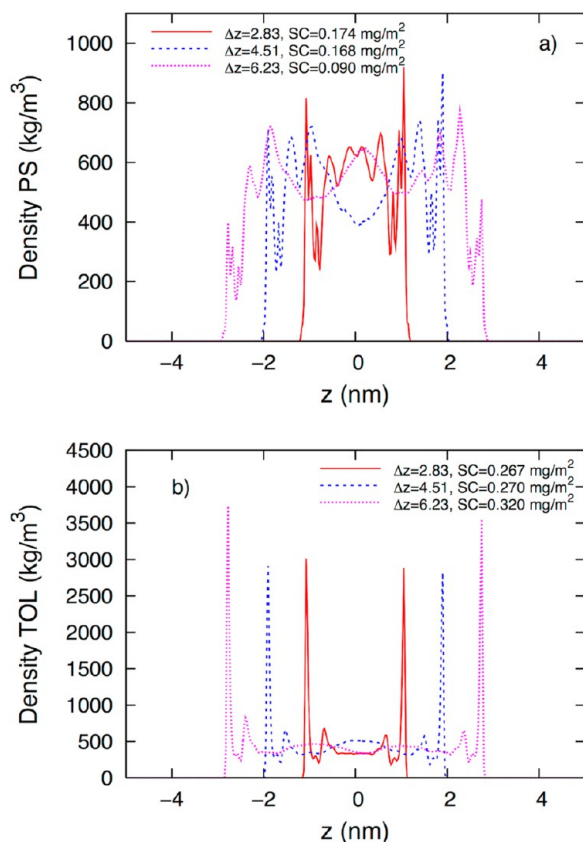 Δz=2.83, SC=0.174 mg/m²
Δz=4.51, SC=0.168 mg/m²
Δz=6.23, SC=0.090 mg/m²
a)
1000
800
600
400
200
0
Density PS (kg/m³)
−4 −2 0 2 4
z (nm)
b)
Δz=2.83, SC=0.267 mg/m²
Δz=4.51, SC=0.270 mg/m²
Δz=6.23, SC=0.320 mg/m²
4500
4000
3500
3000
2500
2000
1500
1000
500
0
Density TOL (kg/m³)
−4 −2 0 2 4
z (nm)